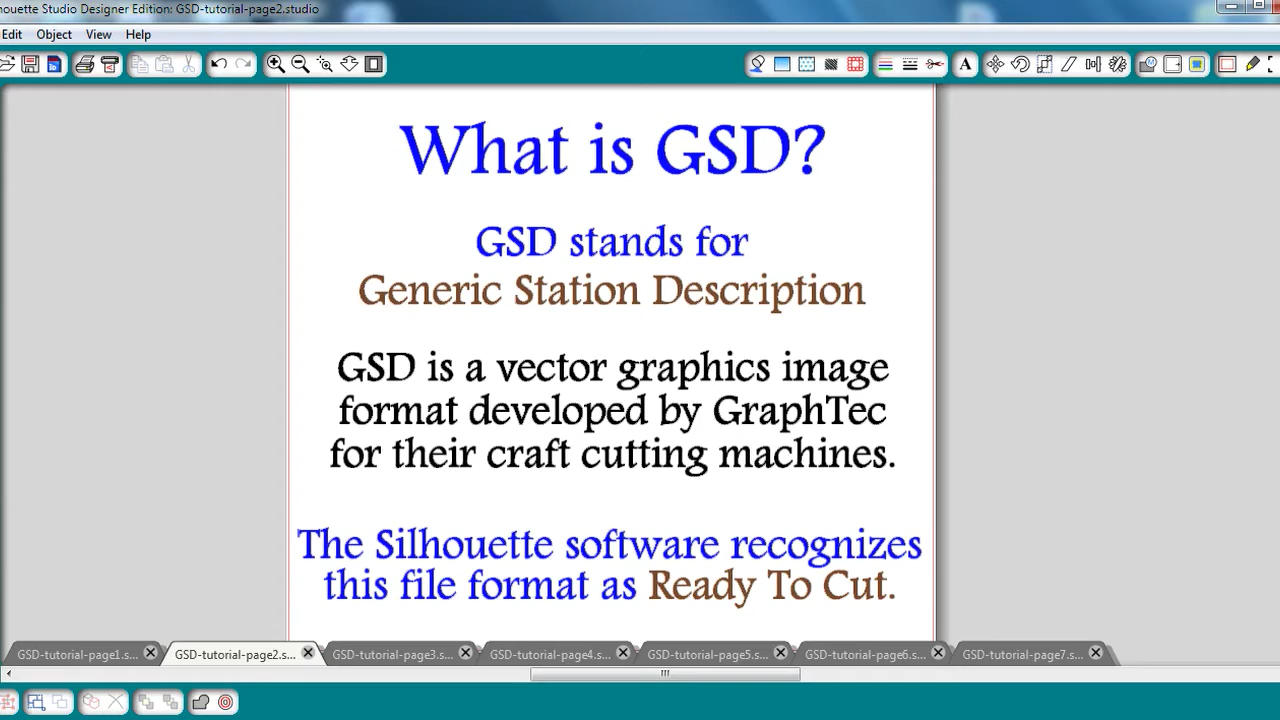 houette Studio Designer Edition: GSD-tutorial-page2.studio
Edit Object View Help
A
What is GSD?
GSD stands for
Generic Station Description
GSD is a vector graphics image
format developed by GraphTec
for their craft cutting machines.
The Silhouette software recognizes
this file format as Ready To Cut.
GSD-tutorial-page1.s... GSD-tutorial-page2.s... GSD-tutorial-page3.s... GSD-tutorial-page4.s... GSD-tutorial-page5.s... GSD-tutorial-page6.s... GSD-tutorial-page7.s...